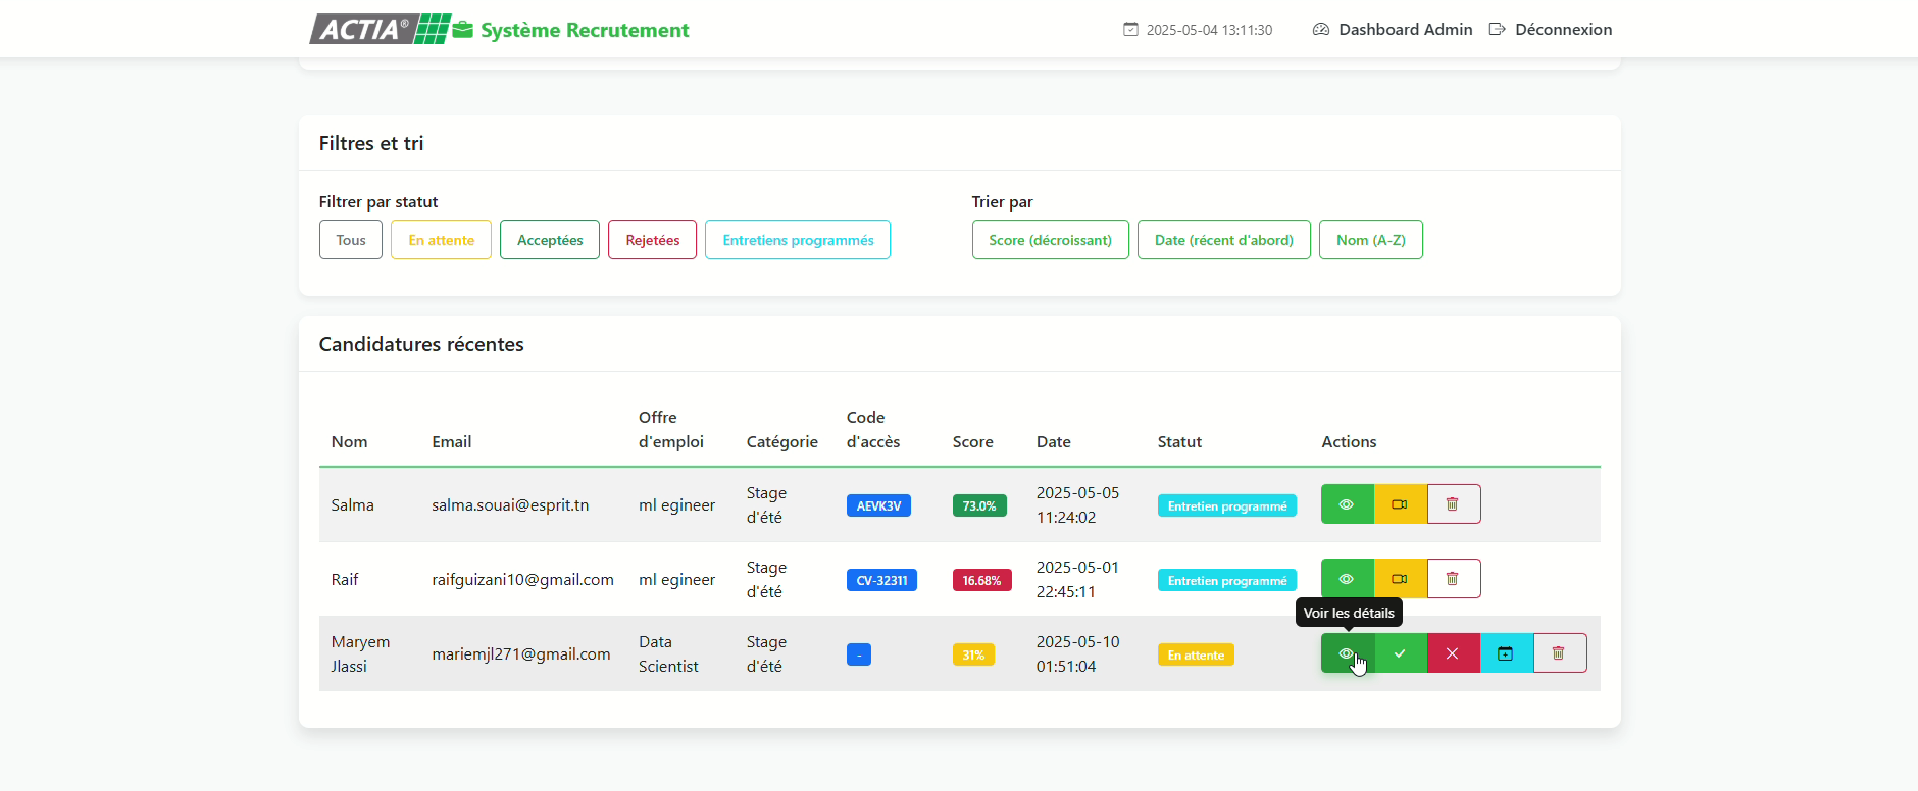 ACTIA® Système Recrutement
2025-05-04 13:11:30
Dashboard Admin
Déconnexion
Filtres et tri
Filtrer par statut
Tous
En attente
Acceptées
Rejetées
Entretiens programmés
Trier par
Score (décroissant)
Date (récent d'abord)
Nom (A-Z)
Candidatures récentes
Nom
Email
Offre
d'emploi
Catégorie
Code
d'accès
Score
Date
Statut
Actions
Salma
salma.souai@esprit.tn
ml egineer
Stage
d'été
AEVK3V
73.0%
2025-05-05
11:24:02
Entretien programmé
Raif
raifguizani10@gmail.com
ml egineer
Stage
d'été
CV-32311
16.68%
2025-05-01
22:45:11
Entretien programmé
Voir les détails
Maryem
Jlassi
mariemjl271@gmail.com
Data
Scientist
Stage
d'été
-
31%
2025-05-10
01:51:04
En attente